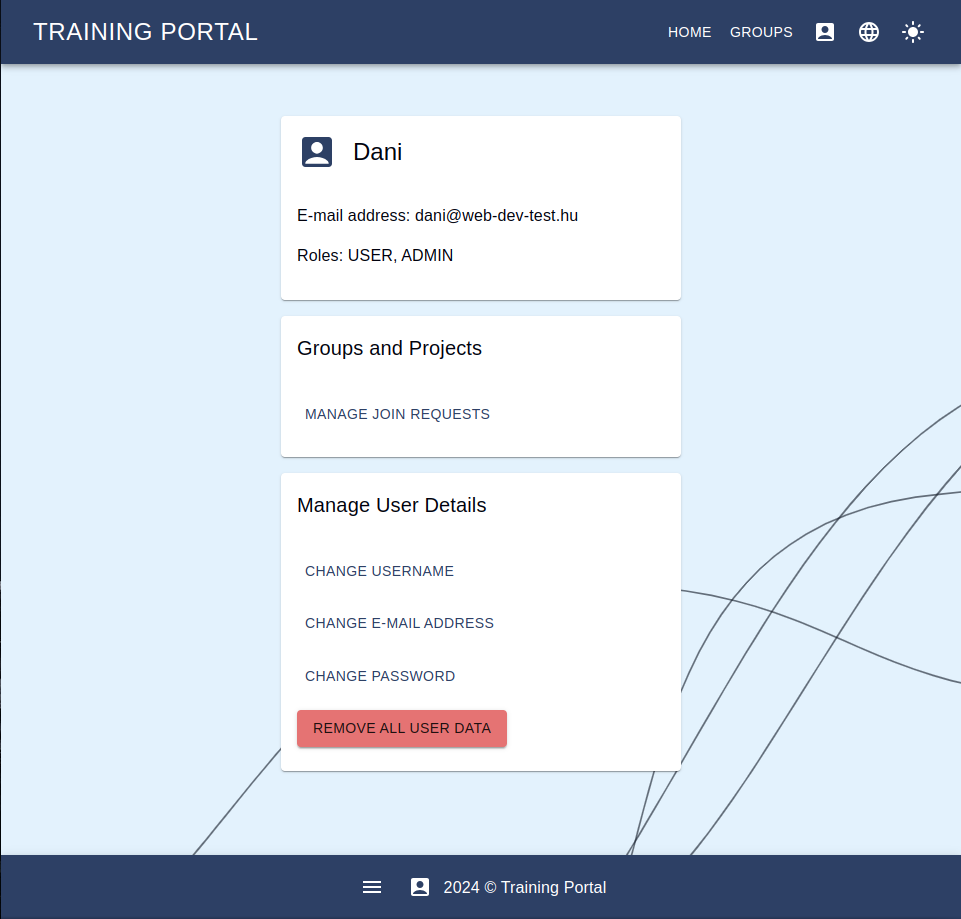 TRAINING PORTAL
HOME GROUPS
Dani
E-mail address: dani@web-dev-test.hu
Roles: USER, ADMIN
Groups and Projects
MANAGE JOIN REQUESTS
Manage User Details
CHANGE USERNAME
CHANGE E-MAIL ADDRESS
CHANGE PASSWORD
REMOVE ALL USER DATA
2024 © Training Portal